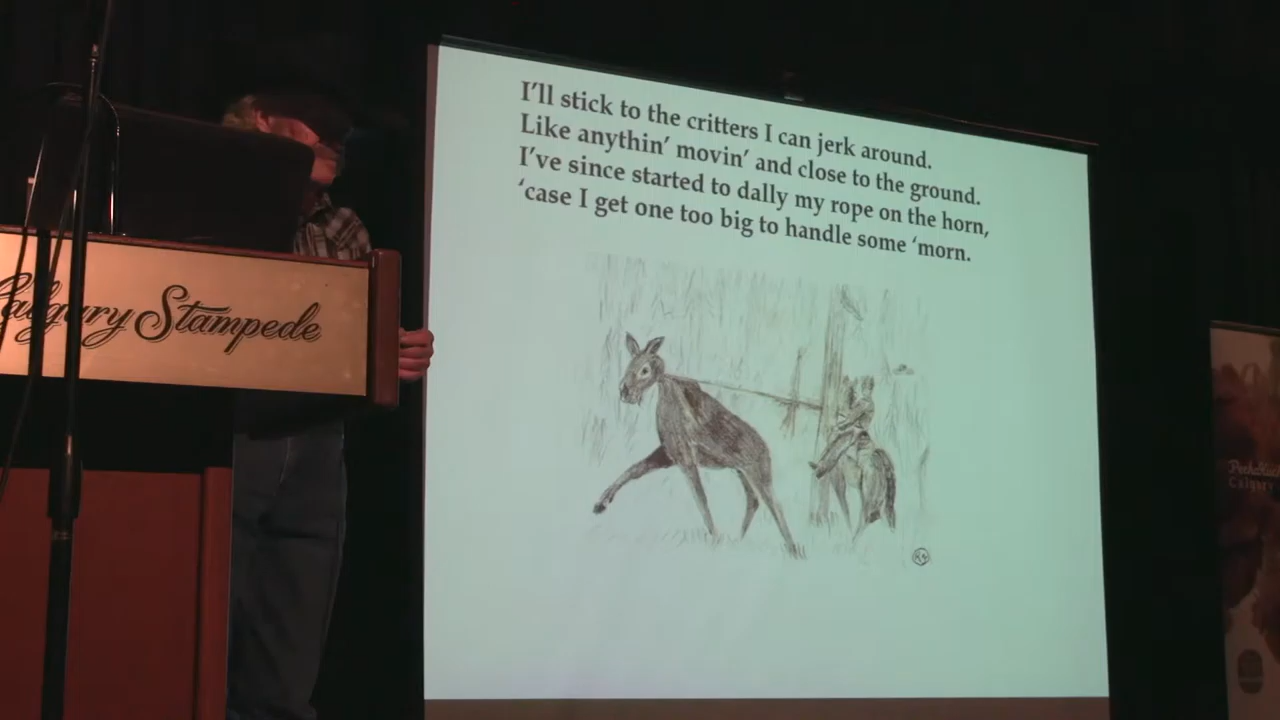 I'll stick to the critters I can jerk around.
Like anythin' movin' and close to the ground.
I've since started to dally my rope on the horn,
'case I get one too big to handle some 'morn.
Calgary Stampede
Calgary